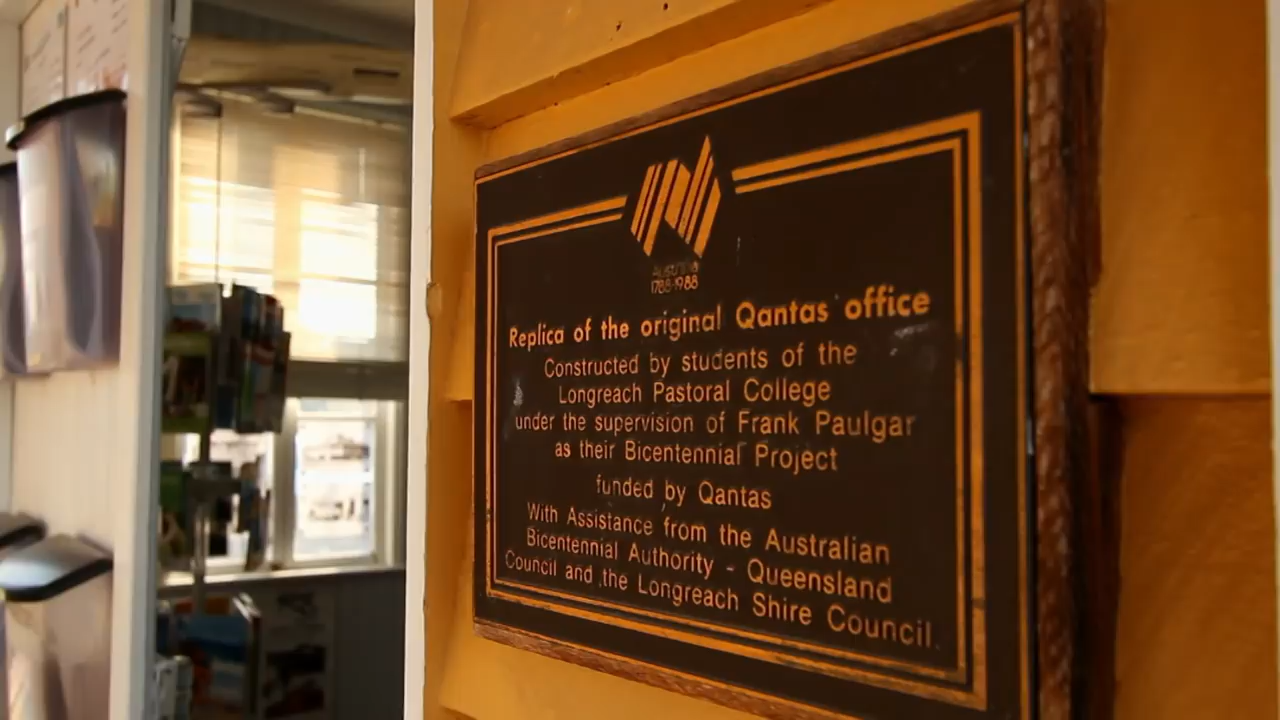 Australia
1788-1988
Replica of the original Qantas office
Constructed by students of the
Longreach Pastoral College
under the supervision of Frank Paulgar
as their Bicentennial Project
funded by Qantas
With Assistance from the Australian
Bicentennial Authority - Queensland
Council and the Longreach Shire Council.